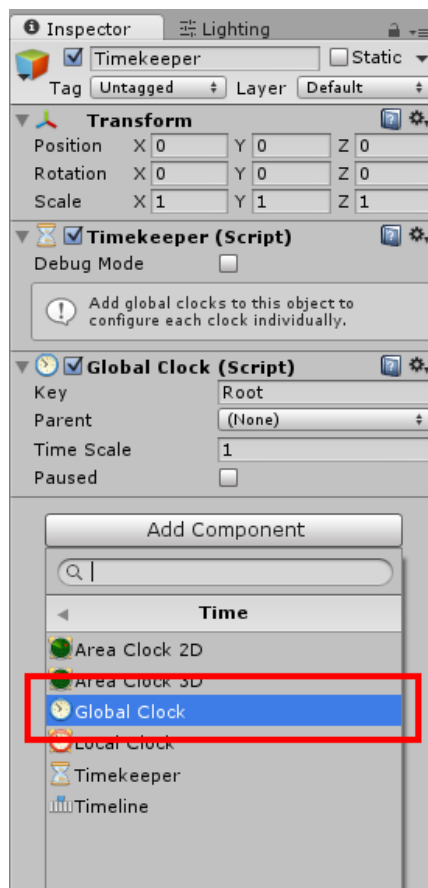 Inspector Lighting
Timekeeper Static
Tag Untagged Layer Default
Transform
Position X 0 Y 0 Z 0
Rotation X 0 Y 0 Z 0
Scale X 1 Y 1 Z 1
Timekeeper (Script)
Debug Mode
Add global clocks to this object to
configure each clock individually.
Global Clock (Script)
Key Root
Parent (None)
Time Scale 1
Paused
Add Component
Time
Area Clock 2D
Area Clock 3D
Global Clock
Local Clock
Timekeeper
Timeline